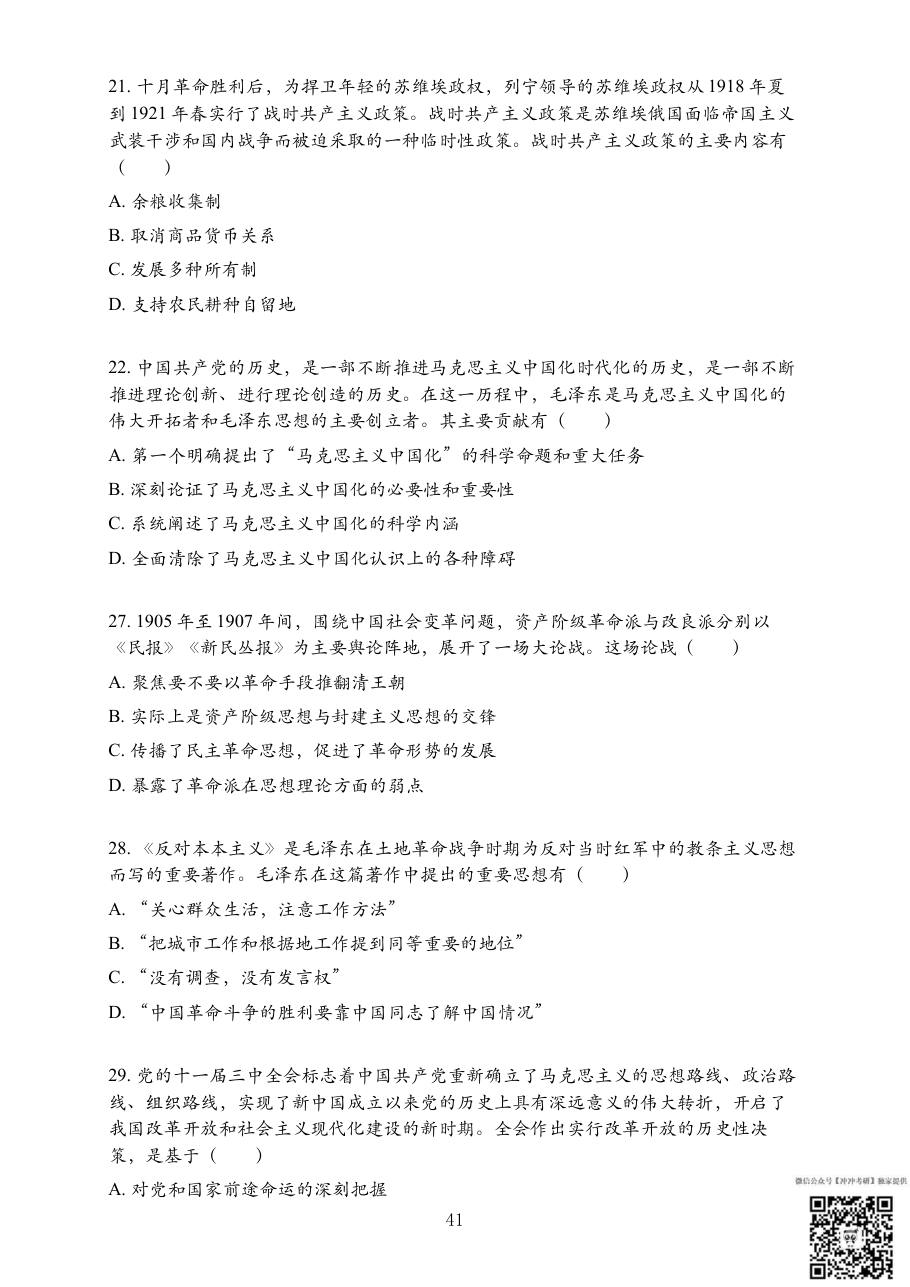 21. 十月革命胜利后，为捍卫年轻的苏维埃政权，列宁领导的苏维埃政权从 1918 年夏
到 1921 年春实行了战时共产主义政策。战时共产主义政策是苏维埃俄国面临帝国主义
武装干涉和国内战争而被迫采取的一种临时性政策。战时共产主义政策的主要内容有
（　　）
A. 余粮收集制
B. 取消商品货币关系
C. 发展多种所有制
D. 支持农民耕种自留地
22. 中国共产党的历史，是一部不断推进马克思主义中国化时代化的历史，是一部不断
推进理论创新、进行理论创造的历史。在这一历程中，毛泽东是马克思主义中国化的
伟大开拓者和毛泽东思想的主要创立者。其主要贡献有（　　）
A. 第一个明确提出了“马克思主义中国化”的科学命题和重大任务
B. 深刻论证了马克思主义中国化的必要性和重要性
C. 系统阐述了马克思主义中国化的科学内涵
D. 全面清除了马克思主义中国化认识上的各种障碍
27. 1905 年至 1907 年间，围绕中国社会变革问题，资产阶级革命派与改良派分别以
《民报》《新民丛报》为主要舆论阵地，展开了一场大论战。这场论战（　　）
A. 聚焦要不要以革命手段推翻清王朝
B. 实际上是资产阶级思想与封建主义思想的交锋
C. 传播了民主革命思想，促进了革命形势的发展
D. 暴露了革命派在思想理论方面的弱点
28. 《反对本本主义》是毛泽东在土地革命战争时期为反对当时红军中的教条主义思想
而写的重要著作。毛泽东在这篇著作中提出的重要思想有（　　）
A. “关心群众生活，注意工作方法”
B. “把城市工作和根据地工作提到同等重要的地位”
C. “没有调查，没有发言权”
D. “中国革命斗争的胜利要靠中国同志了解中国情况”
29. 党的十一届三中全会标志着中国共产党重新确立了马克思主义的思想路线、政治路
线、组织路线，实现了新中国成立以来党的历史上具有深远意义的伟大转折，开启了
我国改革开放和社会主义现代化建设的新时期。全会作出实行改革开放的历史性决
策，是基于（　　）
A. 对党和国家前途命运的深刻把握
微信公众号【冲冲考研】独家提供
41